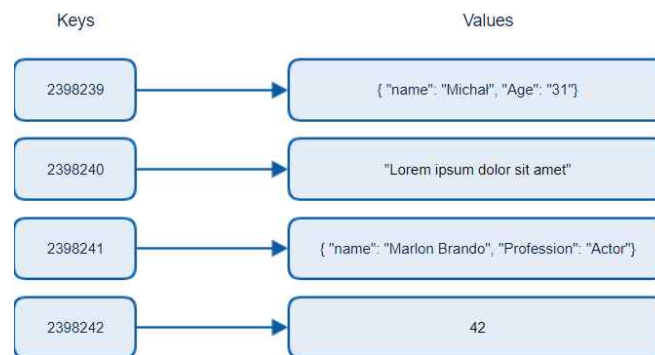 Keys Values
2398239 { "name": "Michał", "Age": "31"}
2398240 "Lorem ipsum dolor sit amet"
2398241 { "name": "Marlon Brando", "Profession": "Actor"}
2398242 42